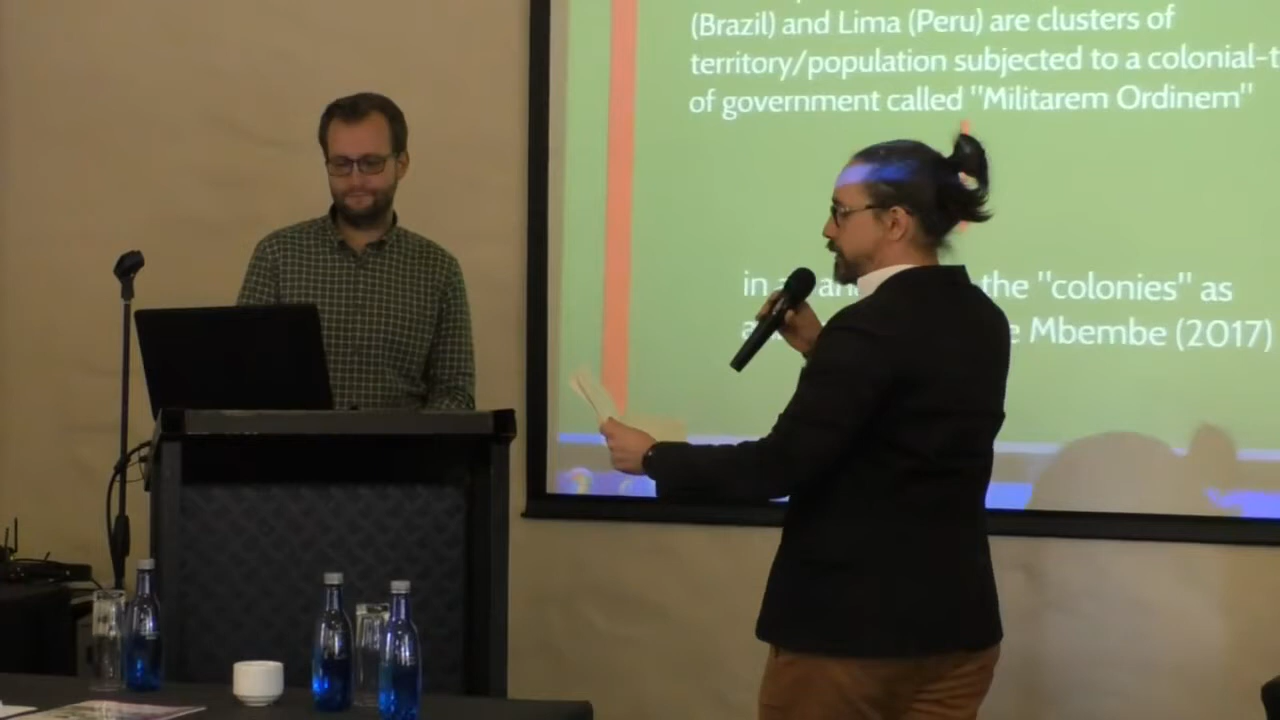 (Brazil) and Lima (Peru) are clusters of
territory/population subjected to a colonial-t
of government called "Militarem Ordinem"
in the "colonies" as
Mbembe (2017)